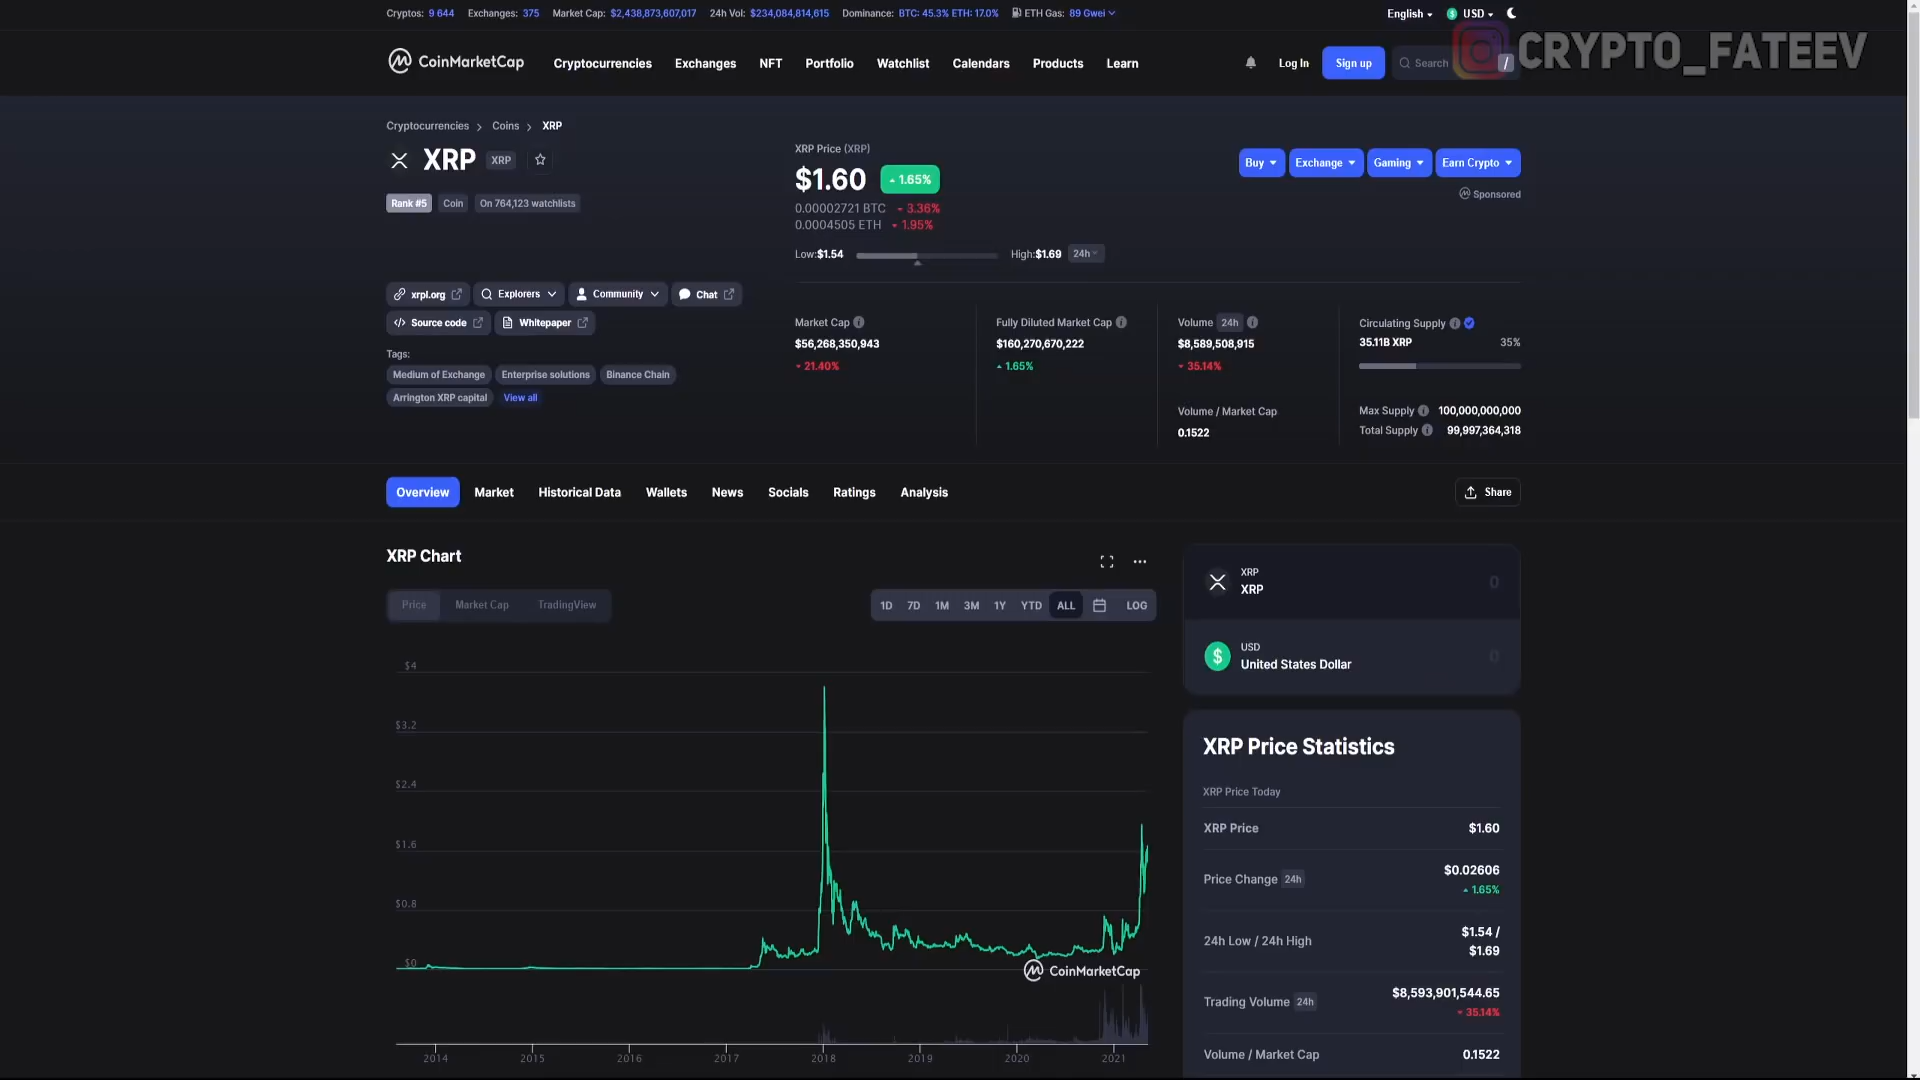 Cryptos: 9 644 Exchanges: 375 Market Cap: $2,438,873,607,017 24h Vol: $234,084,814,615 Dominance: BTC: 45.3% ETH: 17.0% ETH Gas: 89 Gwei English USD
CoinMarketCap Cryptocurrencies Exchanges NFT Portfolio Watchlist Calendars Products Learn Log In Sign up Search /
CRYPTO_FATEEV
Cryptocurrencies Coins XRP
XRP XRP
Rank #5 Coin On 764,123 watchlists
XRP Price (XRP)
$1.60 1.65%
0.00002721 BTC 3.36%
0.0004505 ETH 1.95%
Low:$1.54 High:$1.69 24h
Buy Exchange Gaming Earn Crypto
Sponsored
xrpl.org Explorers Community Chat
Source code Whitepaper
Tags:
Medium of Exchange Enterprise solutions Binance Chain
Arrington XRP capital View all
Market Cap
$56,268,350,943
21.40%
Fully Diluted Market Cap
$160,270,670,222
1.65%
Volume 24h
$8,589,508,915
35.14%
Volume / Market Cap
0.1522
Circulating Supply
35.11B XRP 35%
Max Supply 100,000,000,000
Total Supply 99,997,364,318
Overview Market Historical Data Wallets News Socials Ratings Analysis Share
XRP Chart
Price Market Cap TradingView 1D 7D 1M 3M 1Y YTD ALL LOG
$4
$3.2
$2.4
$1.6
$0.8
$0
CoinMarketCap
2014 2015 2016 2017 2018 2019 2020 2021
XRP
XRP 0
USD
United States Dollar 0
XRP Price Statistics
XRP Price Today
XRP Price $1.60
Price Change 24h $0.02606
1.65%
24h Low / 24h High $1.54 /
$1.69
Trading Volume 24h $8,593,901,544.65
35.14%
Volume / Market Cap 0.1522